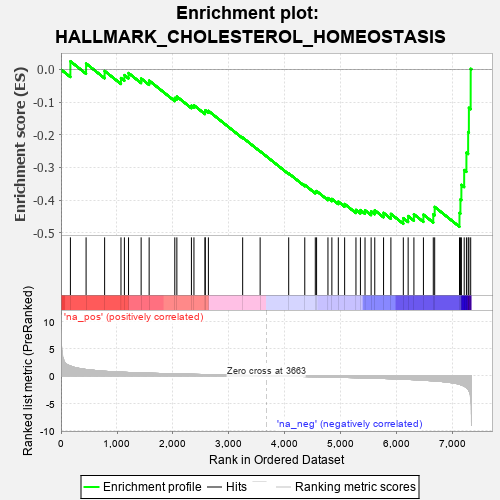 Enrichment plot:
HALLMARK_CHOLESTEROL_HOMEOSTASIS
Enrichment score (ES)
0.0
-0.1
-0.2
-0.3
-0.4
-0.5
'na_pos' (positively correlated)
Ranked list metric (PreRanked)
10
5
0
-5
-10
Zero cross at 3663
'na_neg' (negatively correlated)
0
1,000
2,000
3,000
4,000
5,000
6,000
7,000
Rank in Ordered Dataset
Enrichment profile
Hits
Ranking metric scores